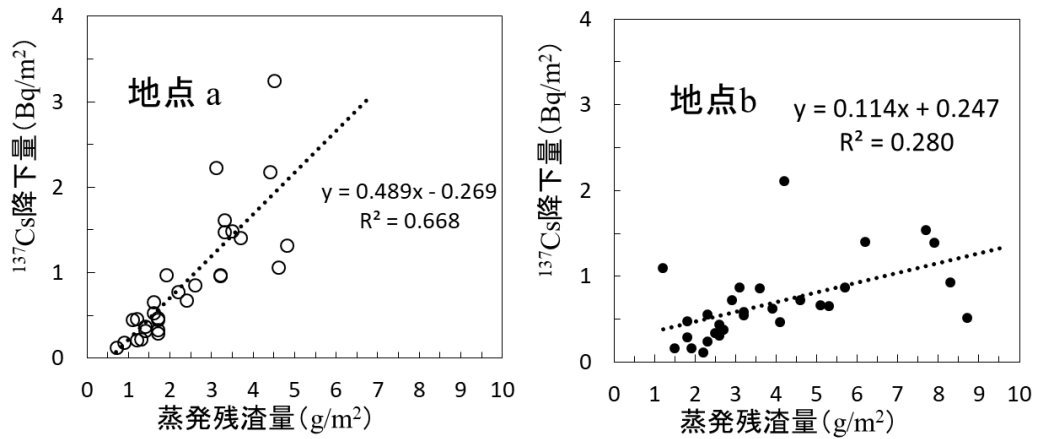 4
3
2
1
0
¹³⁷Cs降下量(Bq/m²)
地点 a
y = 0.489x - 0.269
R² = 0.668
0 1 2 3 4 5 6 7 8 9 10
蒸発残渣量(g/m²)
4
3
2
1
0
¹³⁷Cs降下量(Bq/m²)
地点b
y = 0.114x + 0.247
R² = 0.280
0 1 2 3 4 5 6 7 8 9 10
蒸発残渣量(g/m²)